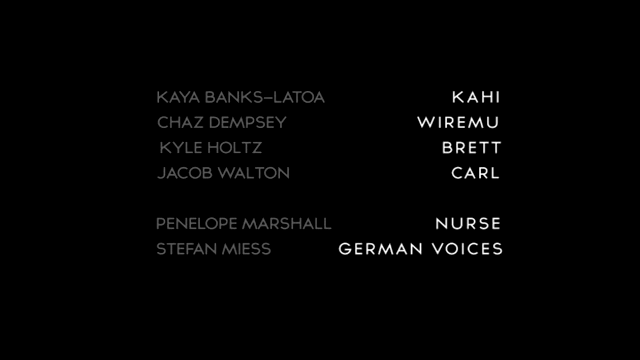 KAYA BANKS–LATOA KAHI
CHAZ DEMPSEY WIREMU
KYLE HOLTZ BRETT
JACOB WALTON CARL
PENELOPE MARSHALL NURSE
STEFAN MIESS GERMAN VOICES